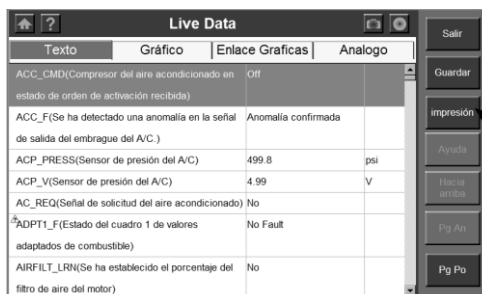 ?
Live Data
Texto Gráfico Enlace Graficas Analogo
ACC_CMD(Compresor del aire acondicionado en Off
estado de orden de activación recibida)
ACC_F(Se ha detectado una anomalía en la señal Anomalía confirmada
de salida del embrague del A/C.)
ACP_PRESS(Sensor de presión del A/C) 499.8 psi
ACP_V(Sensor de presión del A/C) 4.99 V
AC_REQ(Señal de solicitud del aire acondicionado) No
ADPT1_F(Estado del cuadro 1 de valores No Fault
adaptados de combustible)
AIRFILT_LRN(Se ha establecido el porcentaje del No
filtro de aire del motor)
Salir
Guardar
impresión
Ayuda
Hacia
arriba
Pg An
Pg Po